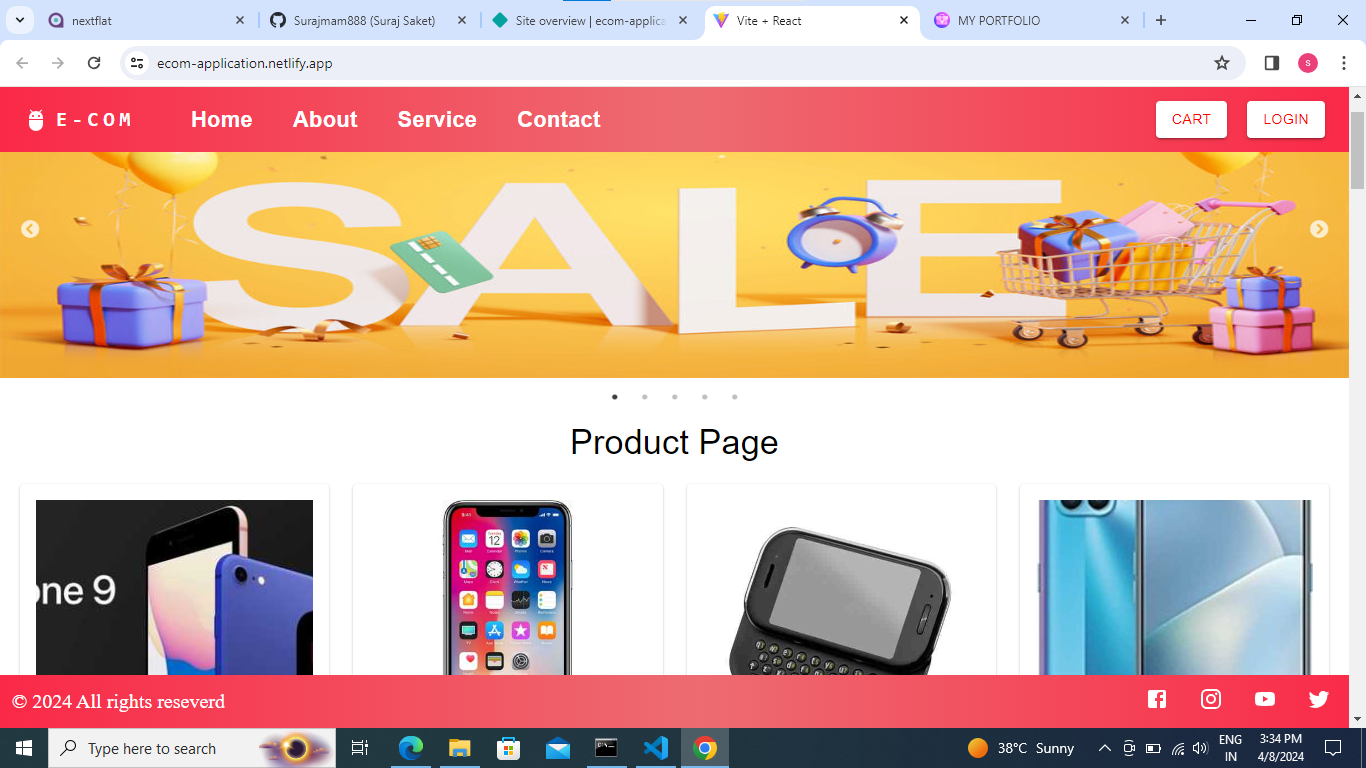 nextflat
Surajmam888 (Suraj Saket)
Site overview | ecom-applica
Vite + React
MY PORTFOLIO
ecom-application.netlify.app
S
E-COM
Home
About
Service
Contact
CART
LOGIN
SALE
Product Page
one 9
© 2024 All rights reseverd
Type here to search
38°C Sunny
ENG
IN
3:34 PM
4/8/2024